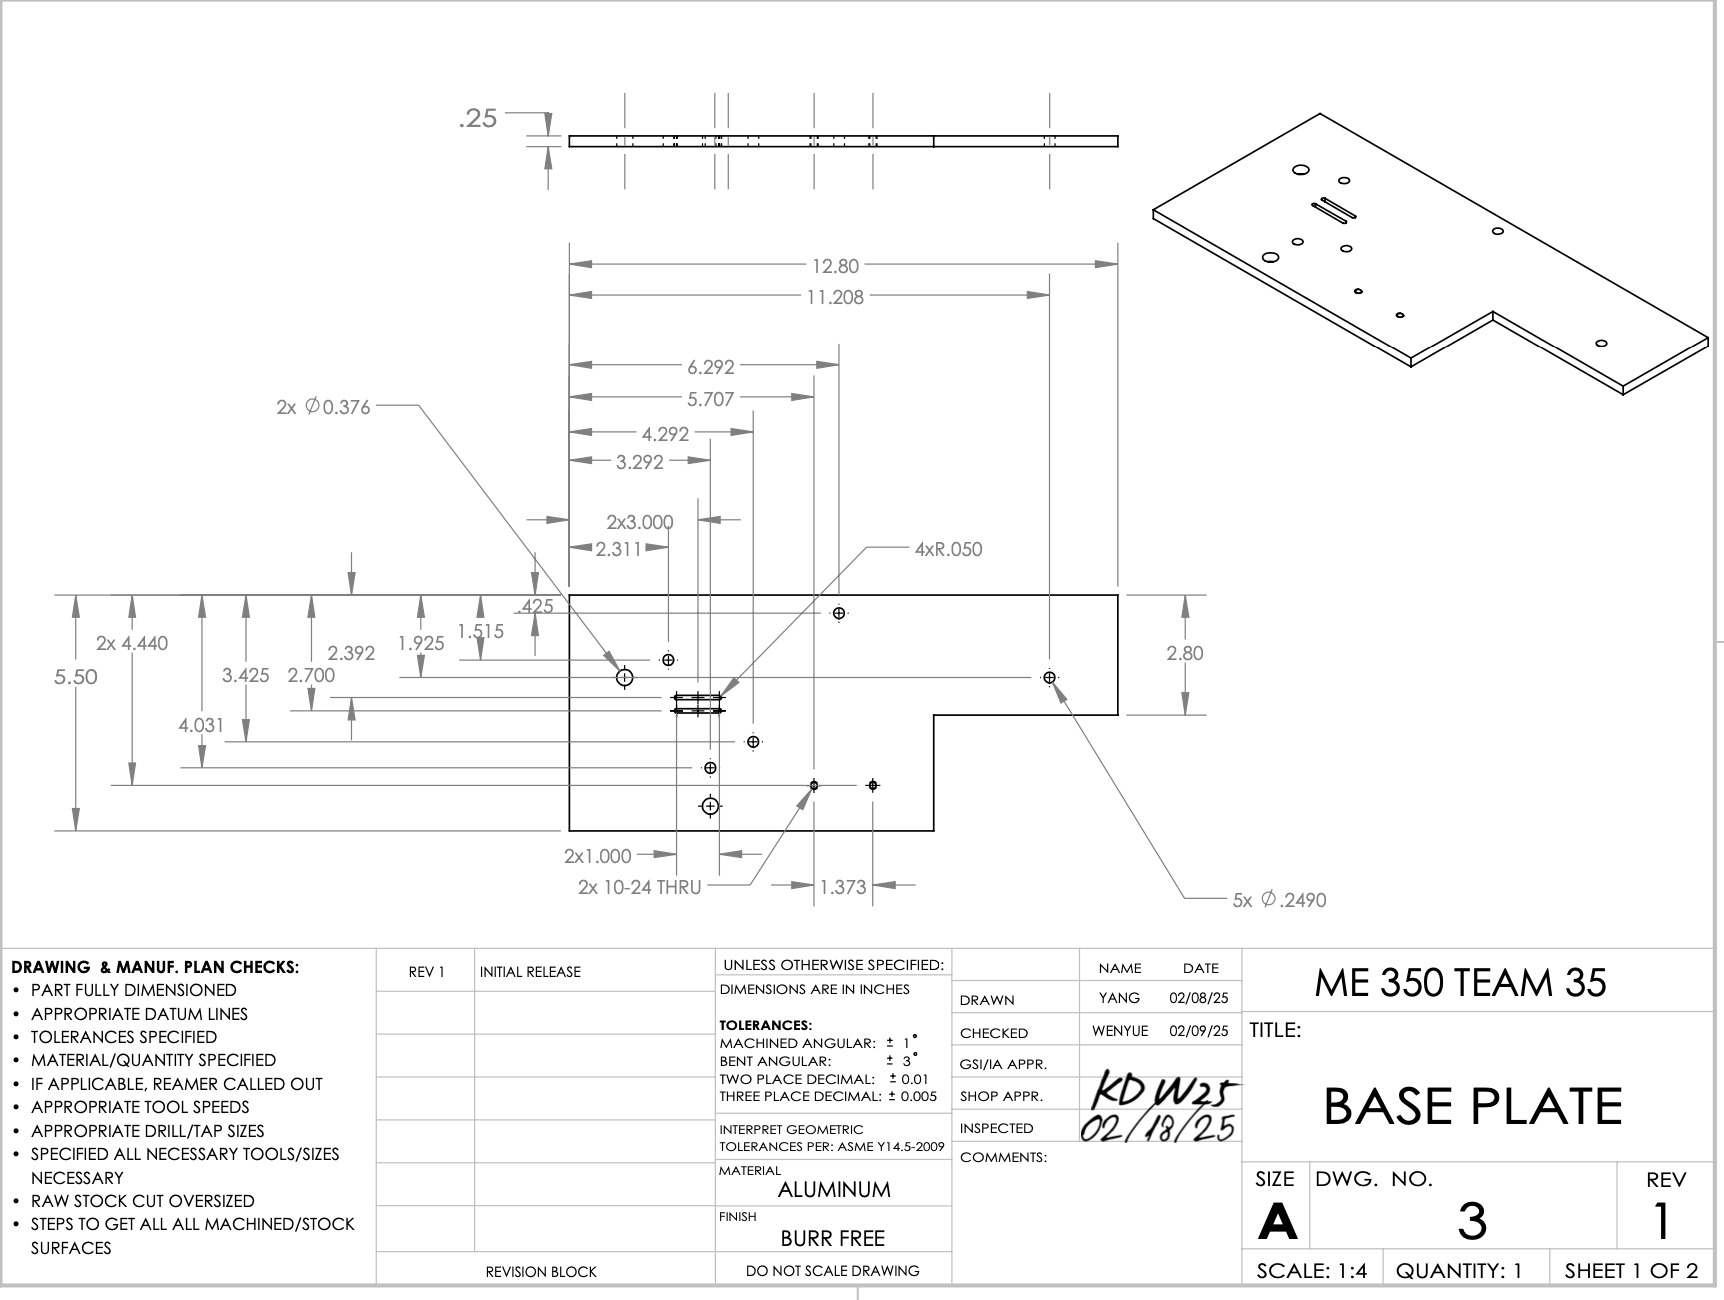 .25
12.80
11.208
6.292
5.707
2x Ø0.376
4.292
3.292
2x3.000
2.311
4xR.050
.425
1.515
2x 4.440
1.925
2.392
2.80
5.50
3.425
2.700
4.031
2x1.000
2x 10-24 THRU
1.373
5x Ø.2490
DRAWING & MANUF. PLAN CHECKS:
• PART FULLY DIMENSIONED
• APPROPRIATE DATUM LINES
• TOLERANCES SPECIFIED
• MATERIAL/QUANTITY SPECIFIED
• IF APPLICABLE, REAMER CALLED OUT
• APPROPRIATE TOOL SPEEDS
• APPROPRIATE DRILL/TAP SIZES
• SPECIFIED ALL NECESSARY TOOLS/SIZES
NECESSARY
• RAW STOCK CUT OVERSIZED
• STEPS TO GET ALL ALL MACHINED/STOCK
SURFACES
REV 1 INITIAL RELEASE
REVISION BLOCK
UNLESS OTHERWISE SPECIFIED:
DIMENSIONS ARE IN INCHES
TOLERANCES:
MACHINED ANGULAR: ± 1°
BENT ANGULAR: ± 3°
TWO PLACE DECIMAL: ± 0.01
THREE PLACE DECIMAL: ± 0.005
INTERPRET GEOMETRIC
TOLERANCES PER: ASME Y14.5-2009
MATERIAL
ALUMINUM
FINISH
BURR FREE
DO NOT SCALE DRAWING
NAME DATE
DRAWN YANG 02/08/25
CHECKED WENYUE 02/09/25
GSI/IA APPR.
SHOP APPR. KD W25
INSPECTED 02/18/25
COMMENTS:
ME 350 TEAM 35
TITLE:
BASE PLATE
SIZE DWG. NO. REV
A 3 1
SCALE: 1:4 QUANTITY: 1 SHEET 1 OF 2